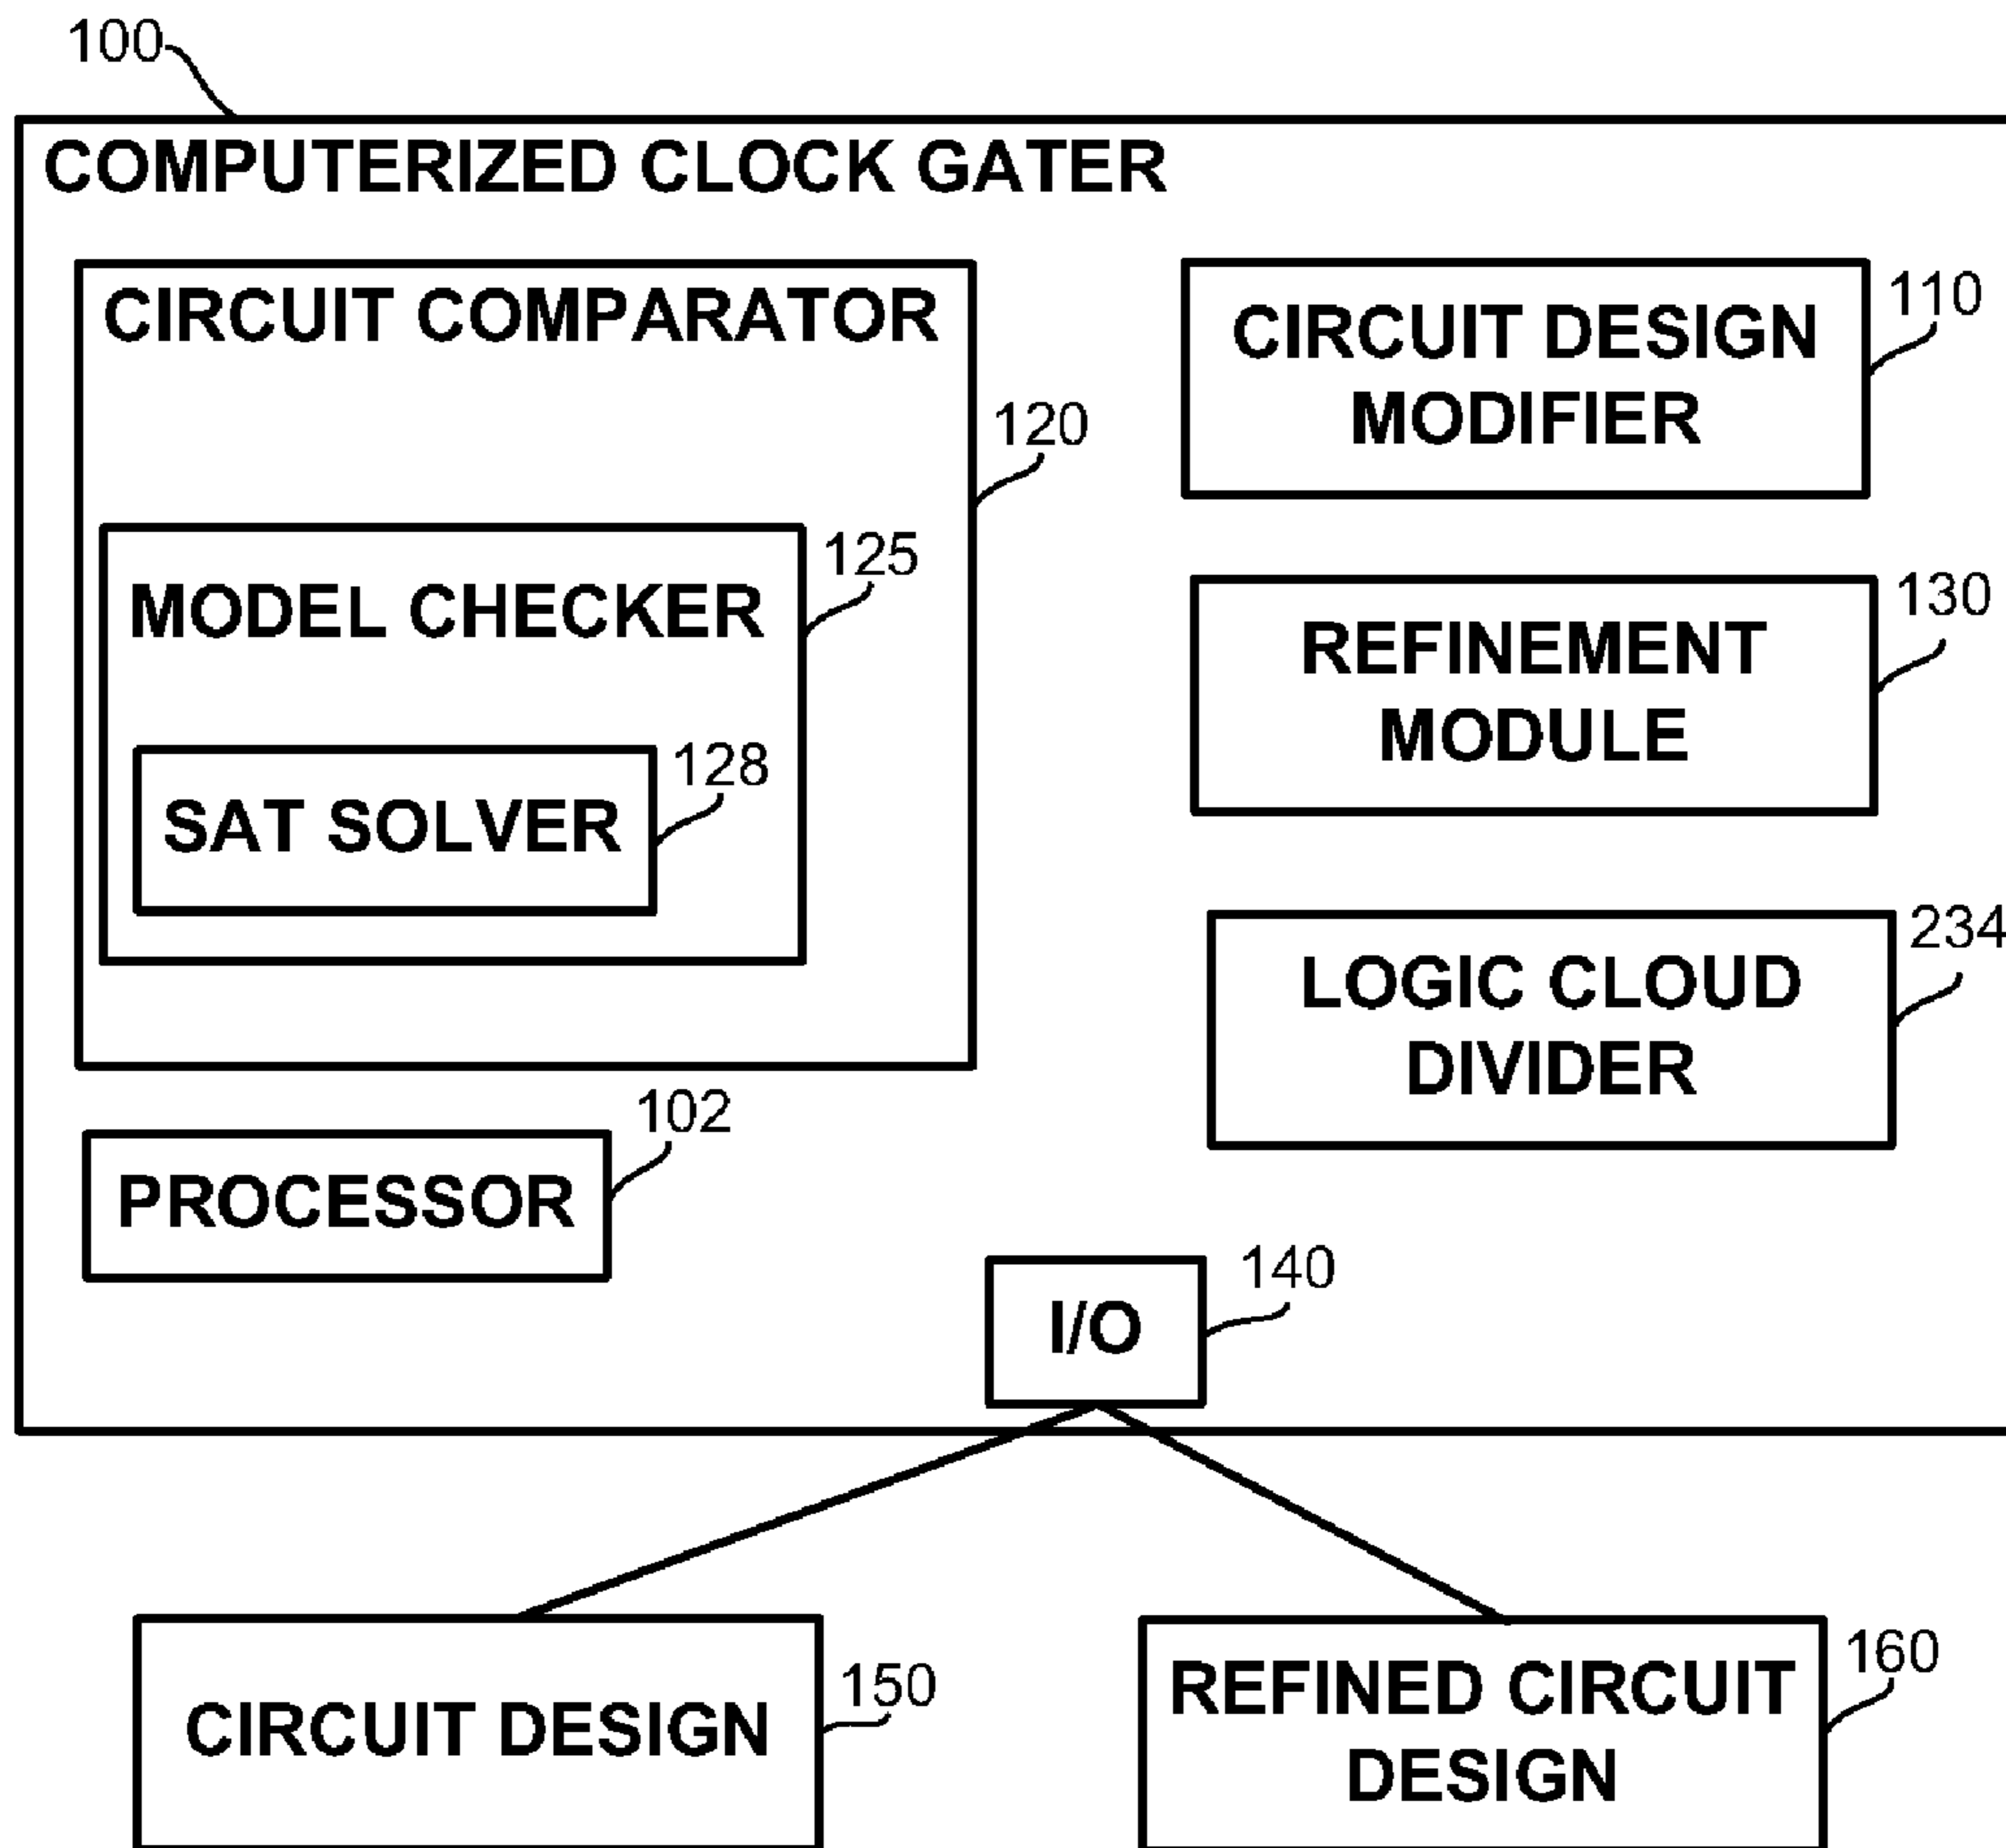 100
COMPUTERIZED CLOCK GATER
CIRCUIT COMPARATOR
120
MODEL CHECKER
125
SAT SOLVER
128
CIRCUIT DESIGN
MODIFIER
110
REFINEMENT
MODULE
130
LOGIC CLOUD
DIVIDER
234
PROCESSOR
102
I/O
140
CIRCUIT DESIGN
150
REFINED CIRCUIT
DESIGN
160